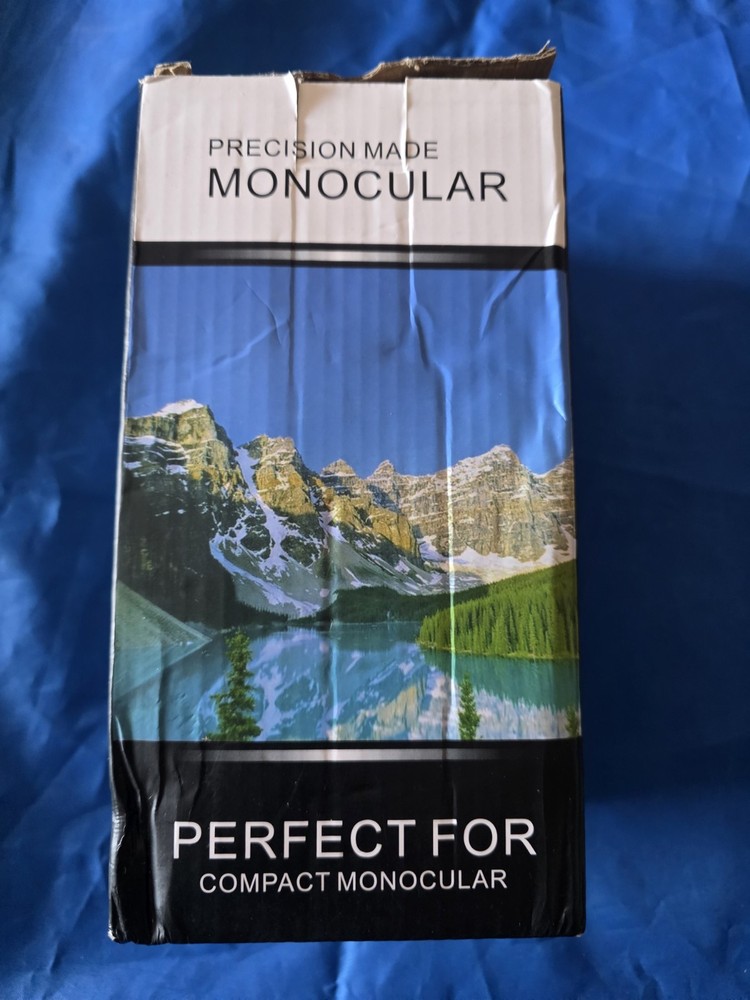 PRECISION MADE
MONOCULAR
PERFECT FOR
COMPACT MONOCULAR